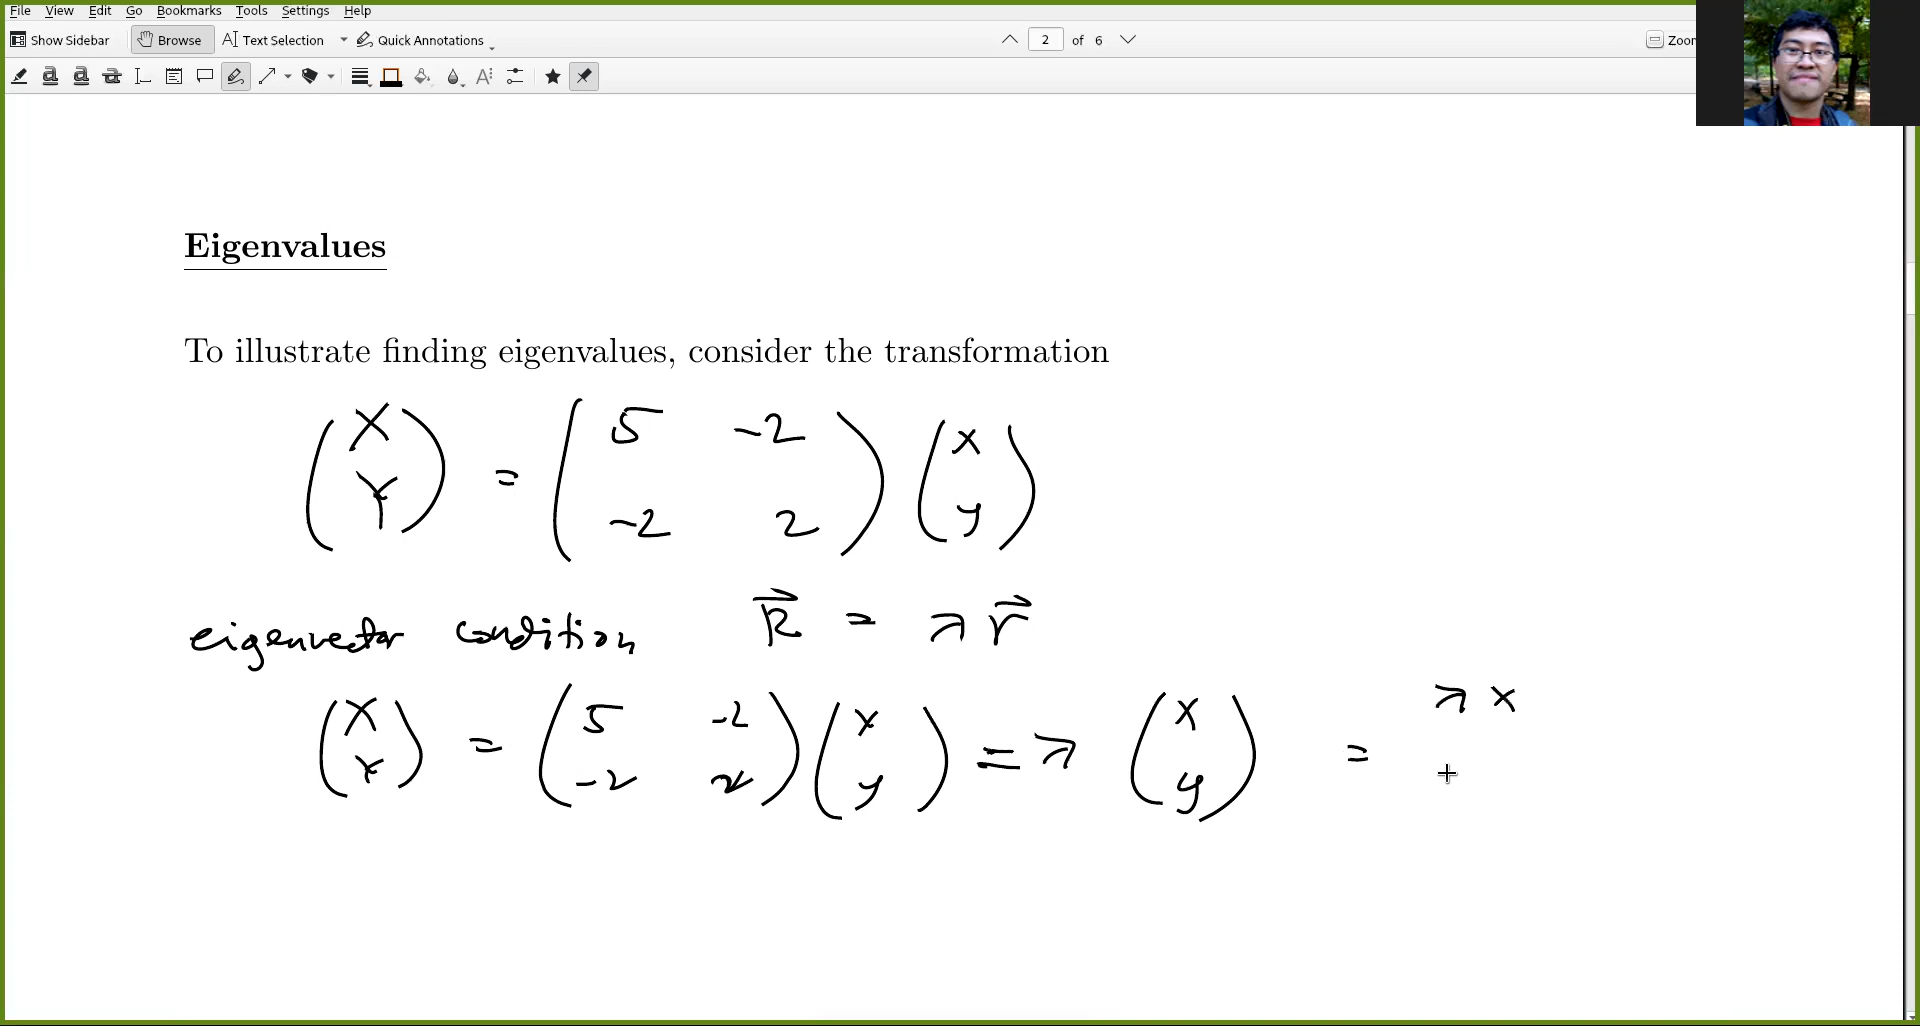 File View Edit Go Bookmarks Tools Settings Help
Show Sidebar Browse Text Selection Quick Annotations 2 of 6
Eigenvalues
To illustrate finding eigenvalues, consider the transformation
( X Y ) = ( 5 -2 -2 2 ) ( x y )
eigenvector condition R⃗ = λ r⃗
( X Y ) = ( 5 -2 -2 2 ) ( x y ) = λ ( x y ) = λ x